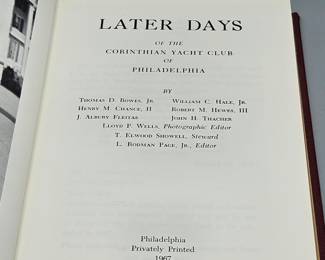 LATER DAYS
OF THE
CORINTHIAN YACHT CLUB
OF
PHILADELPHIA
BY
THOMAS D. BOWES, JR. WILLIAM C. HALE, JR.
HENRY M. CHANCE, II ROBERT M. HEWES, III
J. ALBURY FLEITAS JOHN H. THACHER
LLOYD P. WELLS, Photographic Editor
T. ELWOOD SHOWELL, Steward
L. RODMAN PAGE, JR., Editor
Philadelphia
Privately Printed
1967